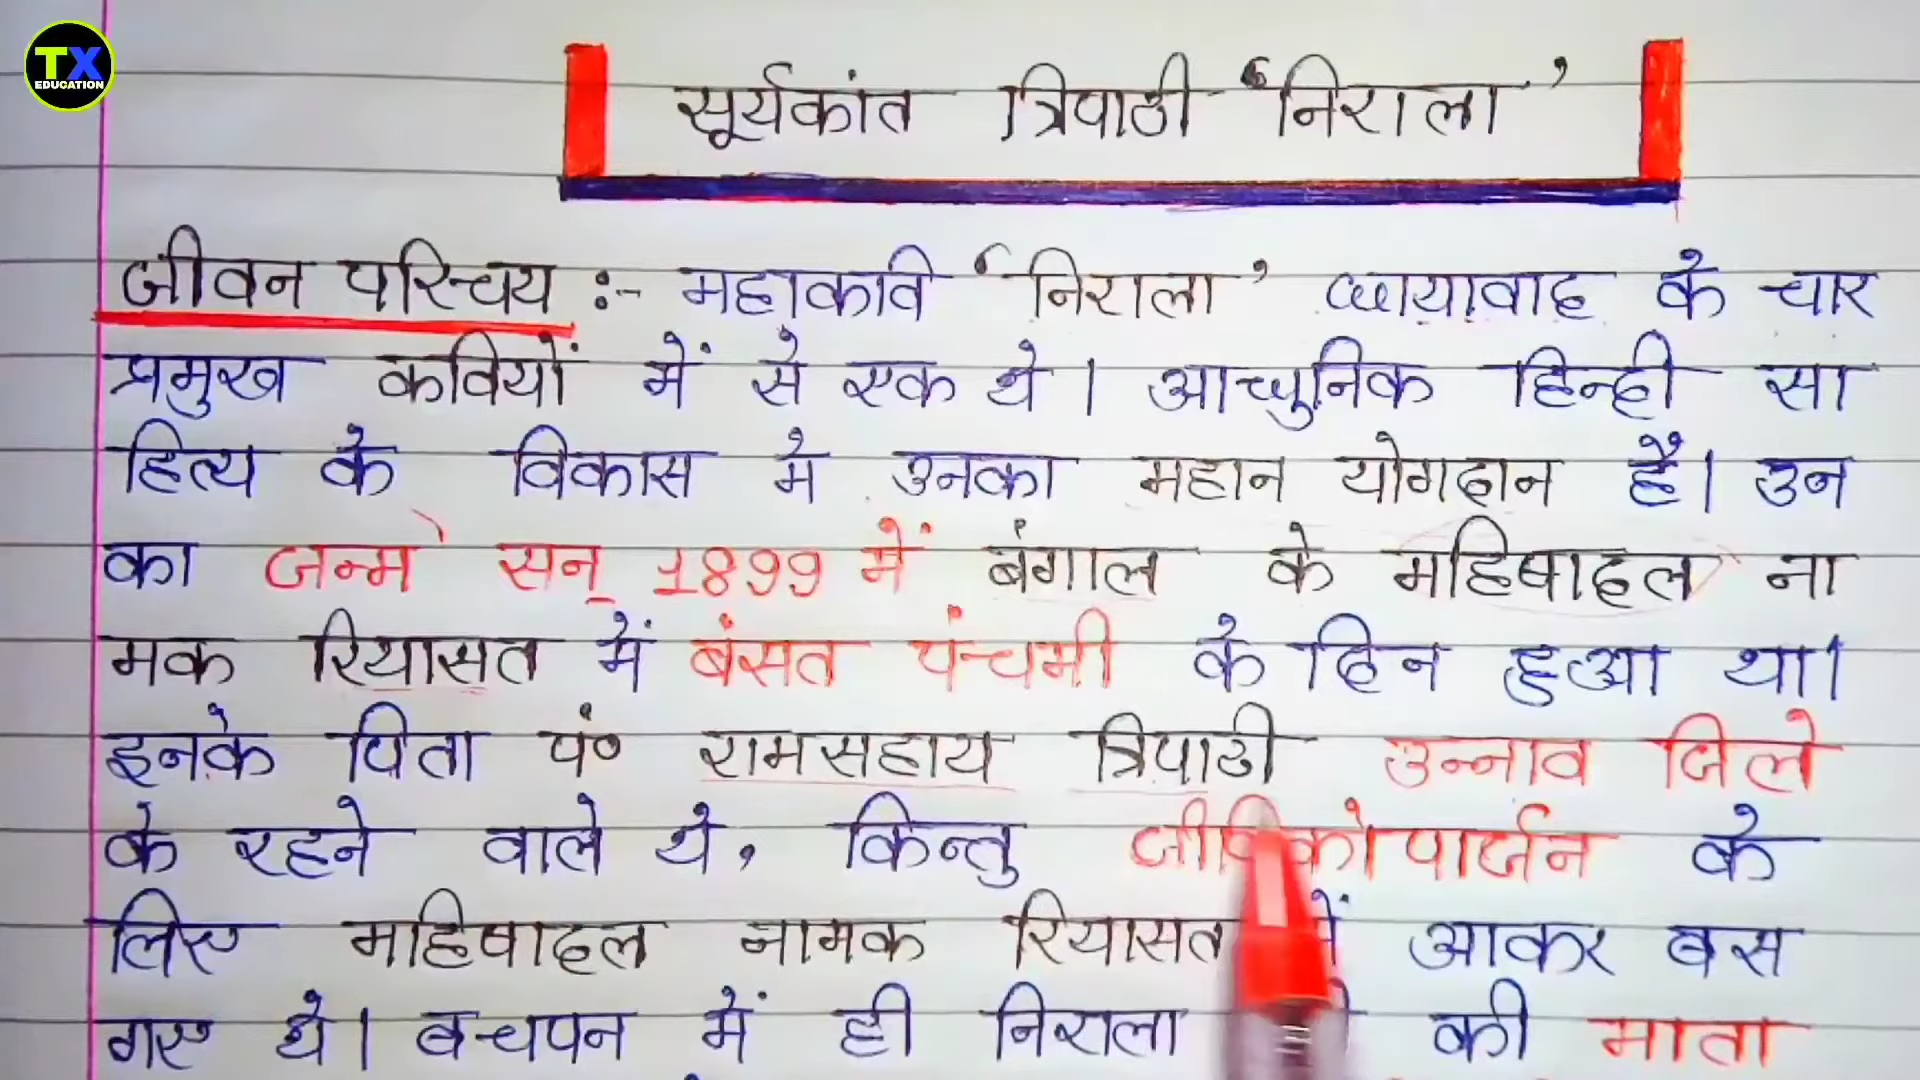 TX
EDUCATION
सूर्यकांत त्रिपाठी 'निराला'
जीवन परिचय :- महाकवि 'निराला' छायावाद के चार
प्रमुख कवियों में से एक थे। आधुनिक हिन्दी सा
हित्य के विकास मे उनका महान योगदान है। उन
का जन्म सन् 1899 में बंगाल के महिषादल ना
मक रियासत में बंसत पंन्चमी के दिन हुआ था।
इनके पिता पं० रामसहाय त्रिपाठी उन्नाव जिले
के रहने वाले थे, किन्तु जीविकोपार्जन के
लिए महिषादल नामक रियासत में आकर बस
गए थे। बचपन में ही निराला की माता